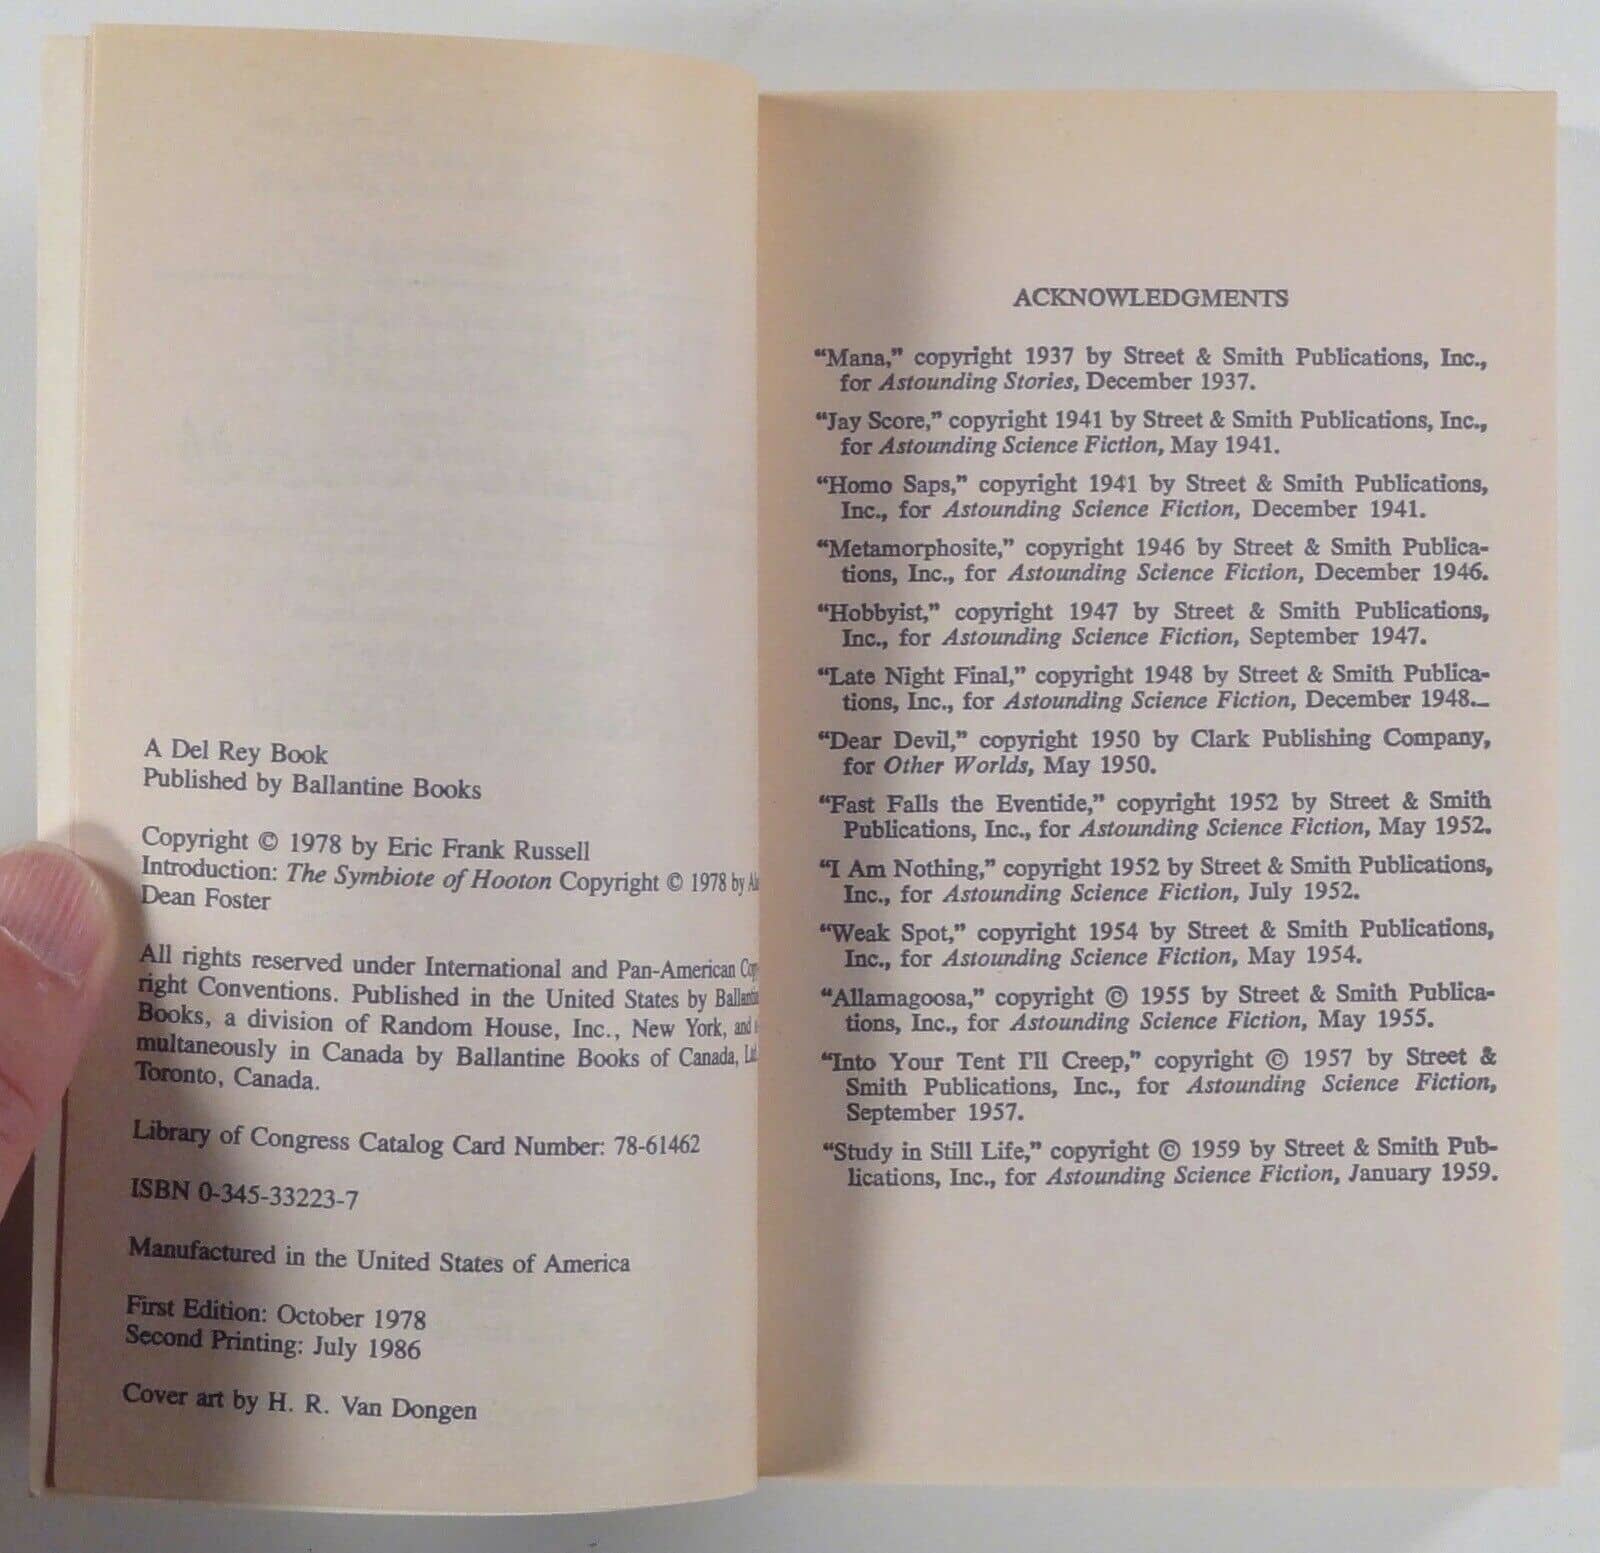 A Del Rey Book
Published by Ballantine Books
Copyright © 1978 by Eric Frank Russell
Introduction: The Symbiote of Hooton Copyright © 1978 by
Dean Foster
All rights reserved under International and Pan-American
right Conventions. Published in the United States by
Books, a division of Random House, Inc., New York, and
multaneously in Canada by Ballantine Books of Canada,
Toronto, Canada.
Library of Congress Catalog Card Number: 78-61462
ISBN 0-345-33223-7
Manufactured in the United States of America
First Edition: October 1978
Second Printing: July 1986
Cover art by H. R. Van Dongen
ACKNOWLEDGMENTS
“Mana,” copyright 1937 by Street & Smith Publications, Inc.,
for Astounding Stories, December 1937.
“Jay Score,” copyright 1941 by Street & Smith Publications, Inc.,
for Astounding Science Fiction, May 1941.
“Homo Saps,” copyright 1941 by Street & Smith Publications,
Inc., for Astounding Science Fiction, December 1941.
“Metamorphosite,” copyright 1946 by Street & Smith Publica-
tions, Inc., for Astounding Science Fiction, December 1946.
“Hobbyist,” copyright 1947 by Street & Smith Publications,
Inc., for Astounding Science Fiction, September 1947.
“Late Night Final,” copyright 1948 by Street & Smith Publica-
tions, Inc., for Astounding Science Fiction, December 1948.
“Dear Devil,” copyright 1950 by Clark Publishing Company,
for Other Worlds, May 1950.
“Fast Falls the Eventide,” copyright 1952 by Street & Smith
Publications, Inc., for Astounding Science Fiction, May 1952.
“I Am Nothing,” copyright 1952 by Street & Smith Publications,
Inc., for Astounding Science Fiction, July 1952.
“Weak Spot,” copyright 1954 by Street & Smith Publications,
Inc., for Astounding Science Fiction, May 1954.
“Allamagoosa,” copyright © 1955 by Street & Smith Publica-
tions, Inc., for Astounding Science Fiction, May 1955.
“Into Your Tent I'll Creep,” copyright © 1957 by Street &
Smith Publications, Inc., for Astounding Science Fiction,
September 1957.
“Study in Still Life,” copyright © 1959 by Street & Smith Pub-
lications, Inc., for Astounding Science Fiction, January 1959.